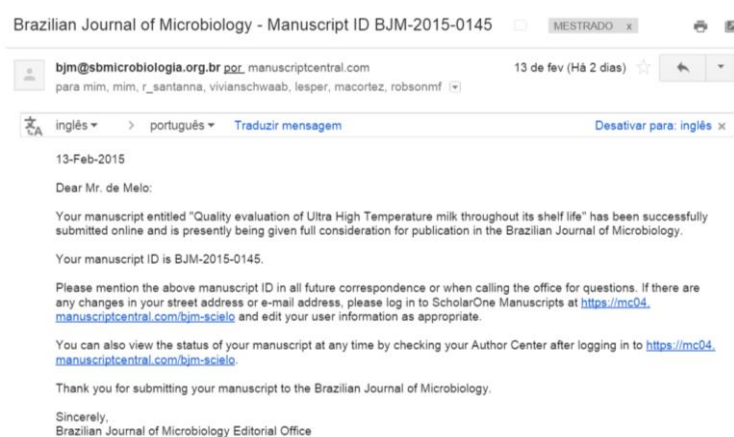 Brazilian Journal of Microbiology - Manuscript ID BJM-2015-0145 MESTRADO x
bjm@sbmicrobiologia.org.br por manuscriptcentral.com 13 de fev (Há 2 dias)
para mim, mim, r_santanna, vivianschwaab, lesper, macortez, robsonmf
inglês > português Traduzir mensagem Desativar para: inglês x
13-Feb-2015
Dear Mr. de Melo:
Your manuscript entitled "Quality evaluation of Ultra High Temperature milk throughout its shelf life" has been successfully
submitted online and is presently being given full consideration for publication in the Brazilian Journal of Microbiology.
Your manuscript ID is BJM-2015-0145.
Please mention the above manuscript ID in all future correspondence or when calling the office for questions. If there are
any changes in your street address or e-mail address, please log in to ScholarOne Manuscripts at https://mc04.
manuscriptcentral.com/bjm-scielo and edit your user information as appropriate.
You can also view the status of your manuscript at any time by checking your Author Center after logging in to https://mc04.
manuscriptcentral.com/bjm-scielo.
Thank you for submitting your manuscript to the Brazilian Journal of Microbiology.
Sincerely,
Brazilian Journal of Microbiology Editorial Office